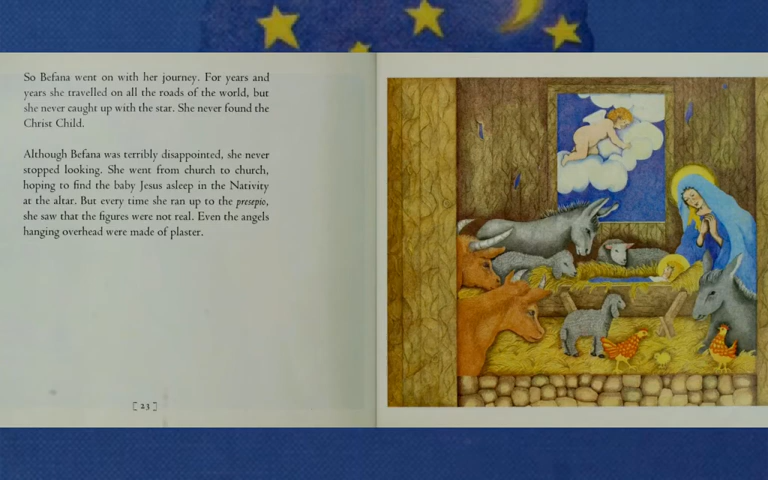 So Befana went on with her journey. For years and
years she travelled on all the roads of the world, but
she never caught up with the star. She never found the
Christ Child.
Although Befana was terribly disappointed, she never
stopped looking. She went from church to church,
hoping to find the baby Jesus asleep in the Nativity
at the altar. But every time she ran up to the presepio,
she saw that the figures were not real. Even the angels
hanging overhead were made of plaster.
[ 23 ]